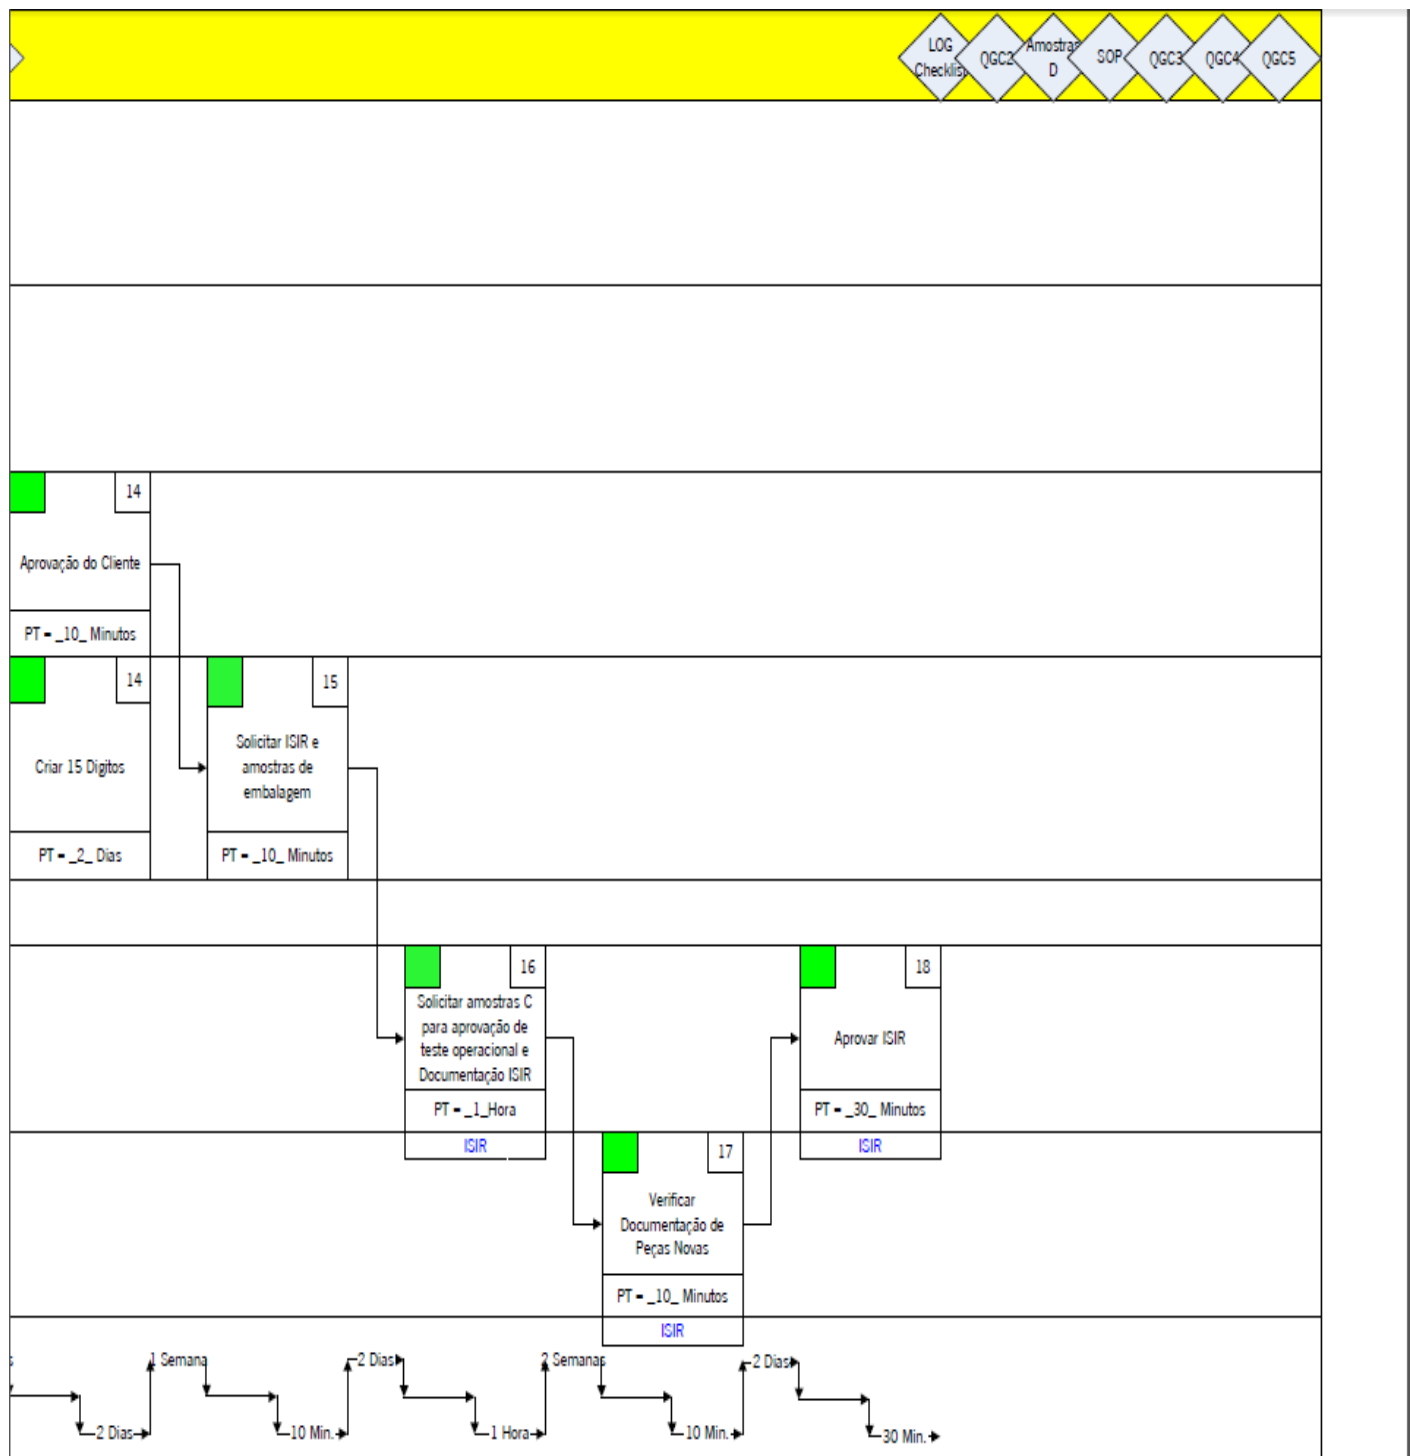 LOG
Checklist
QGC2
Amostras
D
SOP
QGC3
QGC4
QGC5
14
Aprovação do Cliente
PT = _10_ Minutos
14
Criar 15 Digitos
PT = _2_ Dias
15
Solicitar ISIR e
amostras de
embalagem
PT = _10_ Minutos
16
Solicitar amostras C
para aprovação de
teste operacional e
Documentação ISIR
PT = _1_Hora
ISIR
18
Aprovar ISIR
PT = _30_ Minutos
ISIR
17
Verificar
Documentação de
Peças Novas
PT = _10_ Minutos
ISIR
1 Semana
2 Dias
2 Semanas
2 Dias
2 Dias
10 Min.
1 Hora
10 Min.
30 Min.